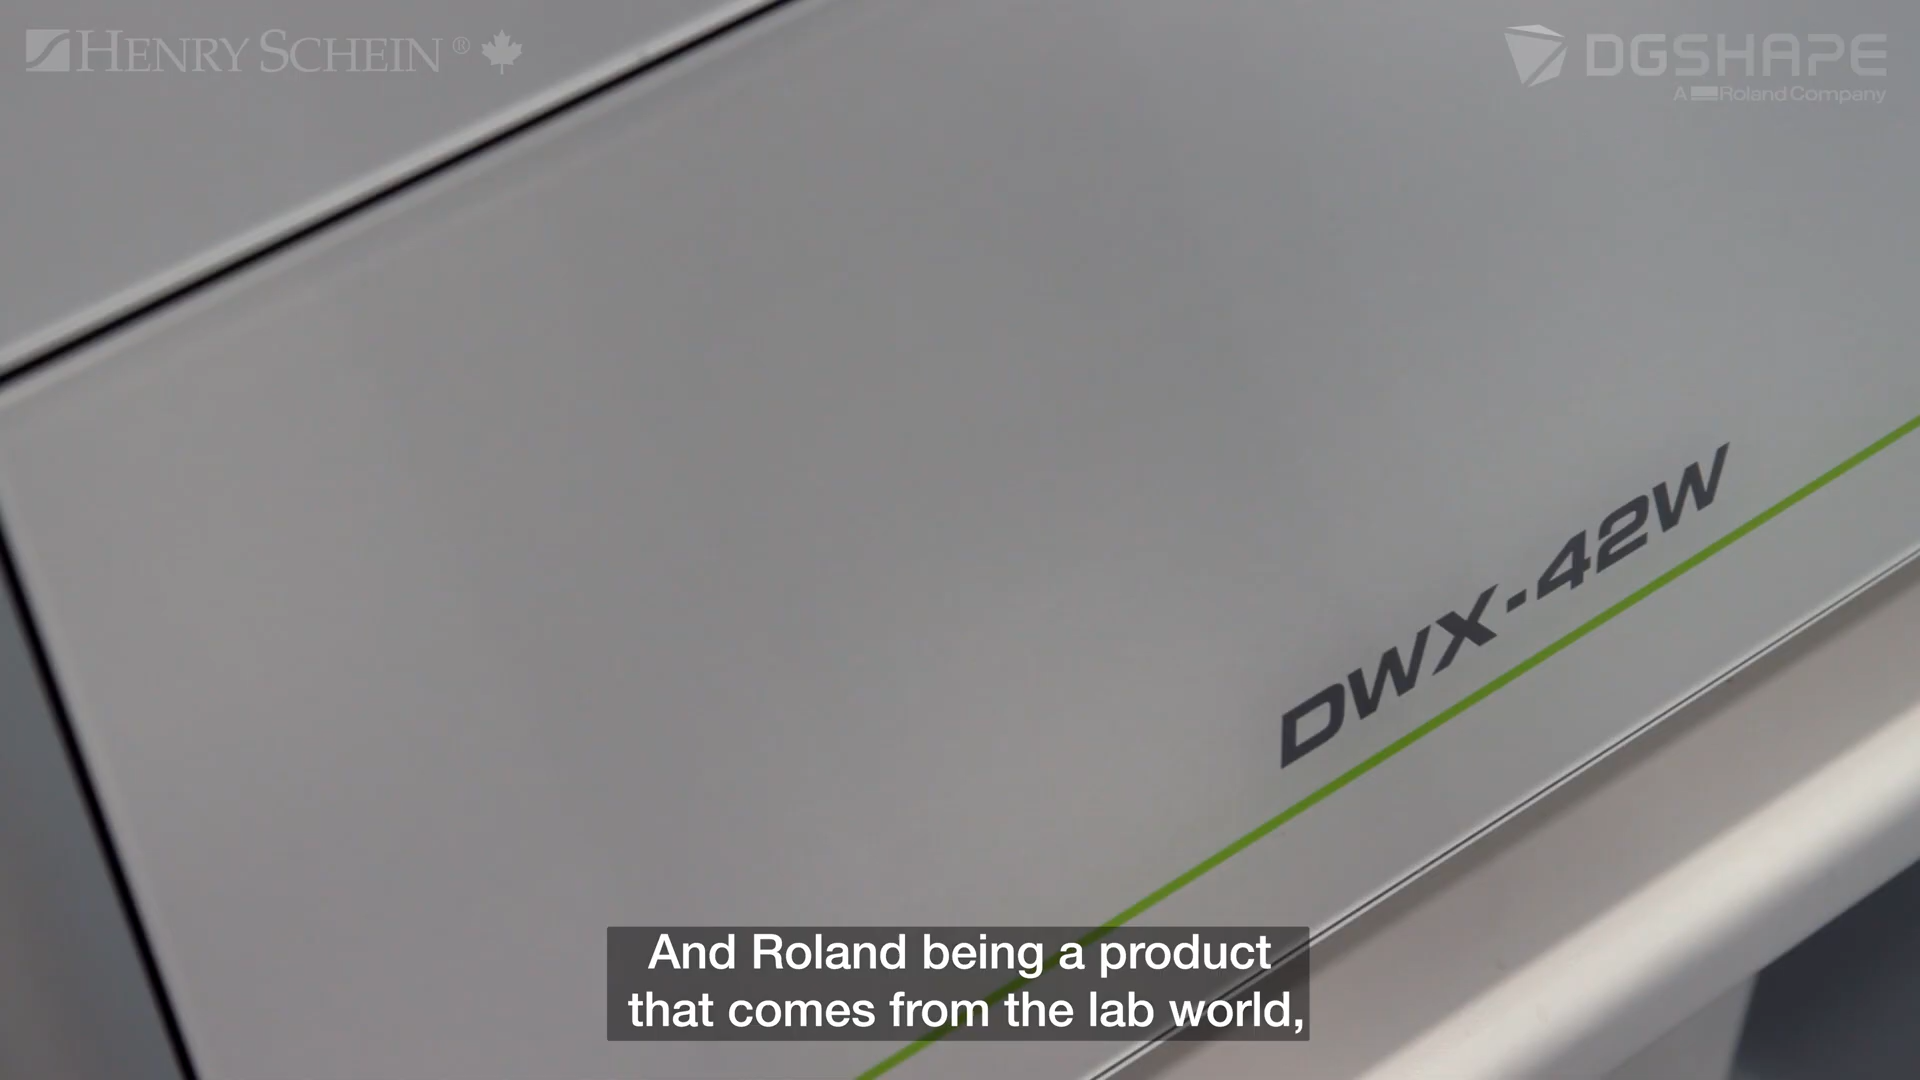 HENRY SCHEIN®
DGSHAPE
A Roland Company
DWX-42W
And Roland being a product
that comes from the lab world,